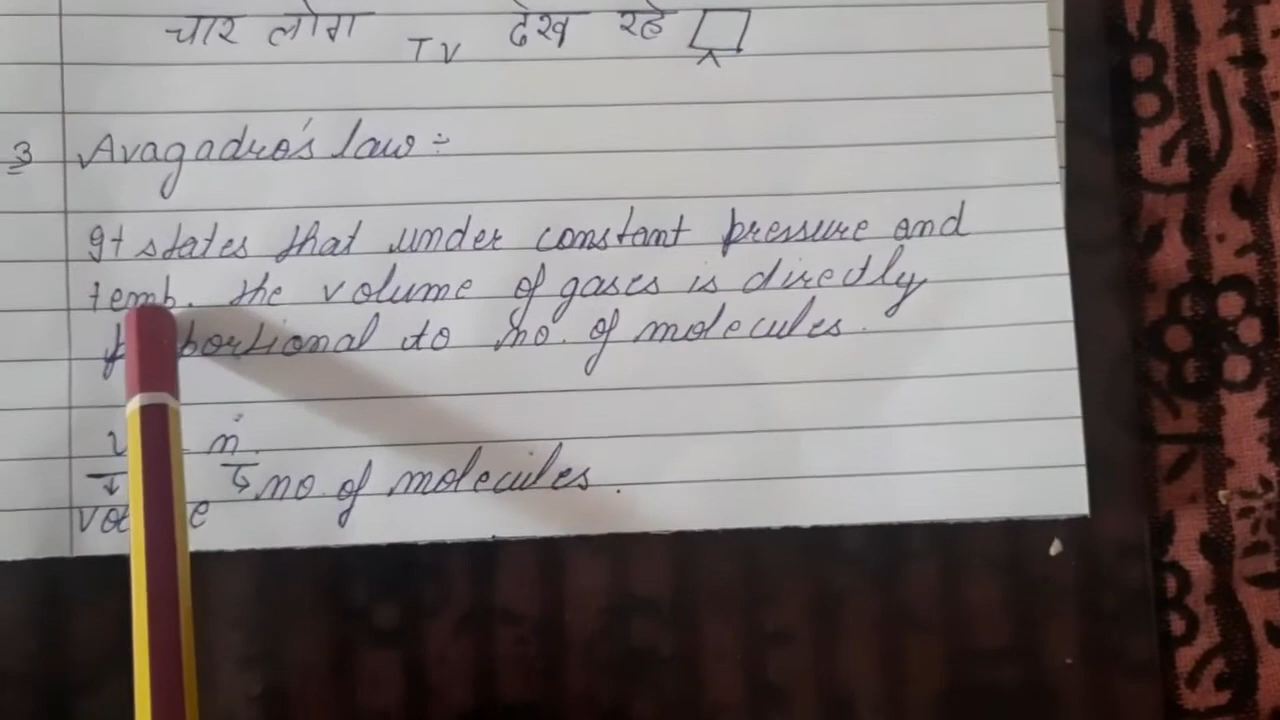 चार लोग TV देख रहे
3 Avagadro's law ÷
It states that under constant pressure and
temp. the volume of gases is directly
to no. of molecules.
n
no. of molecules.